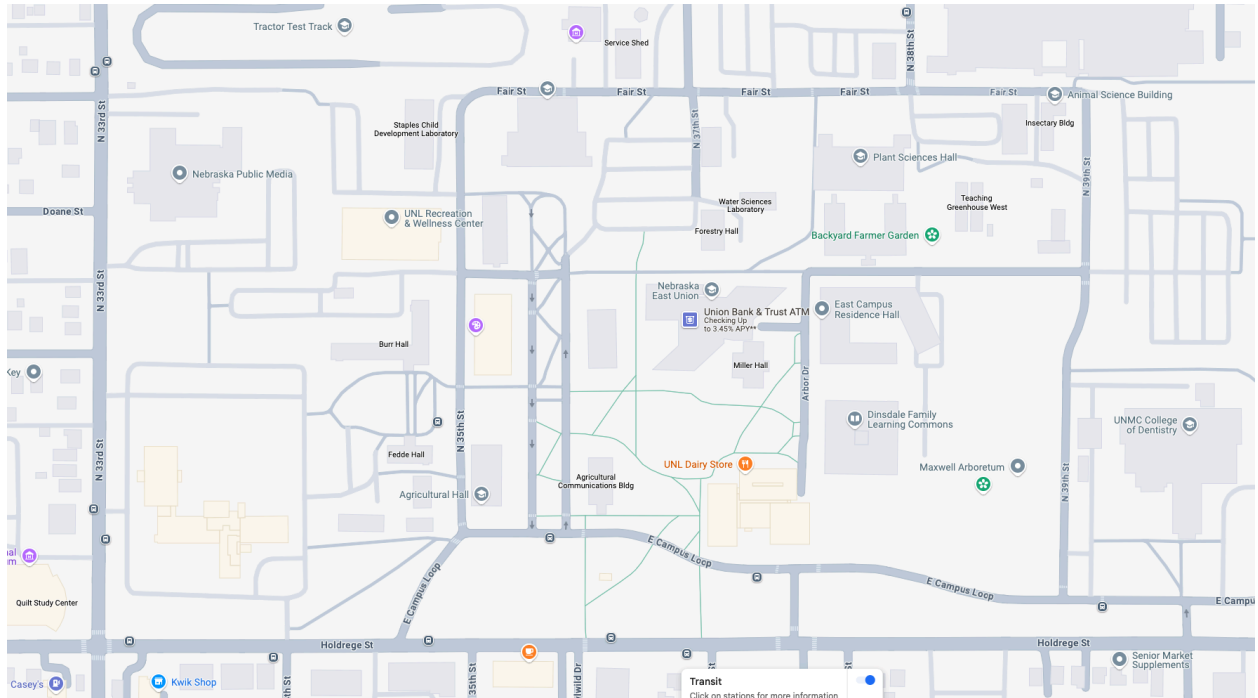 Tractor Test Track
Service Shed
N 38th St
N 33rd St
Fair St
Fair St
Fair St
Fair St
Fair St
Animal Science Building
Staples Child
Development Laboratory
Insectary Bldg
N 37th St
Nebraska Public Media
Plant Sciences Hall
N 39th St
Doane St
UNL Recreation
& Wellness Center
Water Sciences
Laboratory
Teaching
Greenhouse West
Forestry Hall
Backyard Farmer Garden
N 33rd St
Nebraska
East Union
Union Bank & Trust ATM
Checking Up
to 3.45% APY**
East Campus
Residence Hall
Burr Hall
Miller Hall
Key
Arbor Dr
N 35th St
Dinsdale Family
Learning Commons
UNMC College
of Dentistry
N 33rd St
Fedde Hall
UNL Dairy Store
Maxwell Arboretum
Agricultural
Communications Bldg
Agricultural Hall
N 39th St
E Campus Loop
E Campus Loop
E Campus Loop
E Campu
Quilt Study Center
Holdrege St
Holdrege St
Casey's
Kwik Shop
35th St
Senior Market
Supplements
Transit
Click on stations for more information